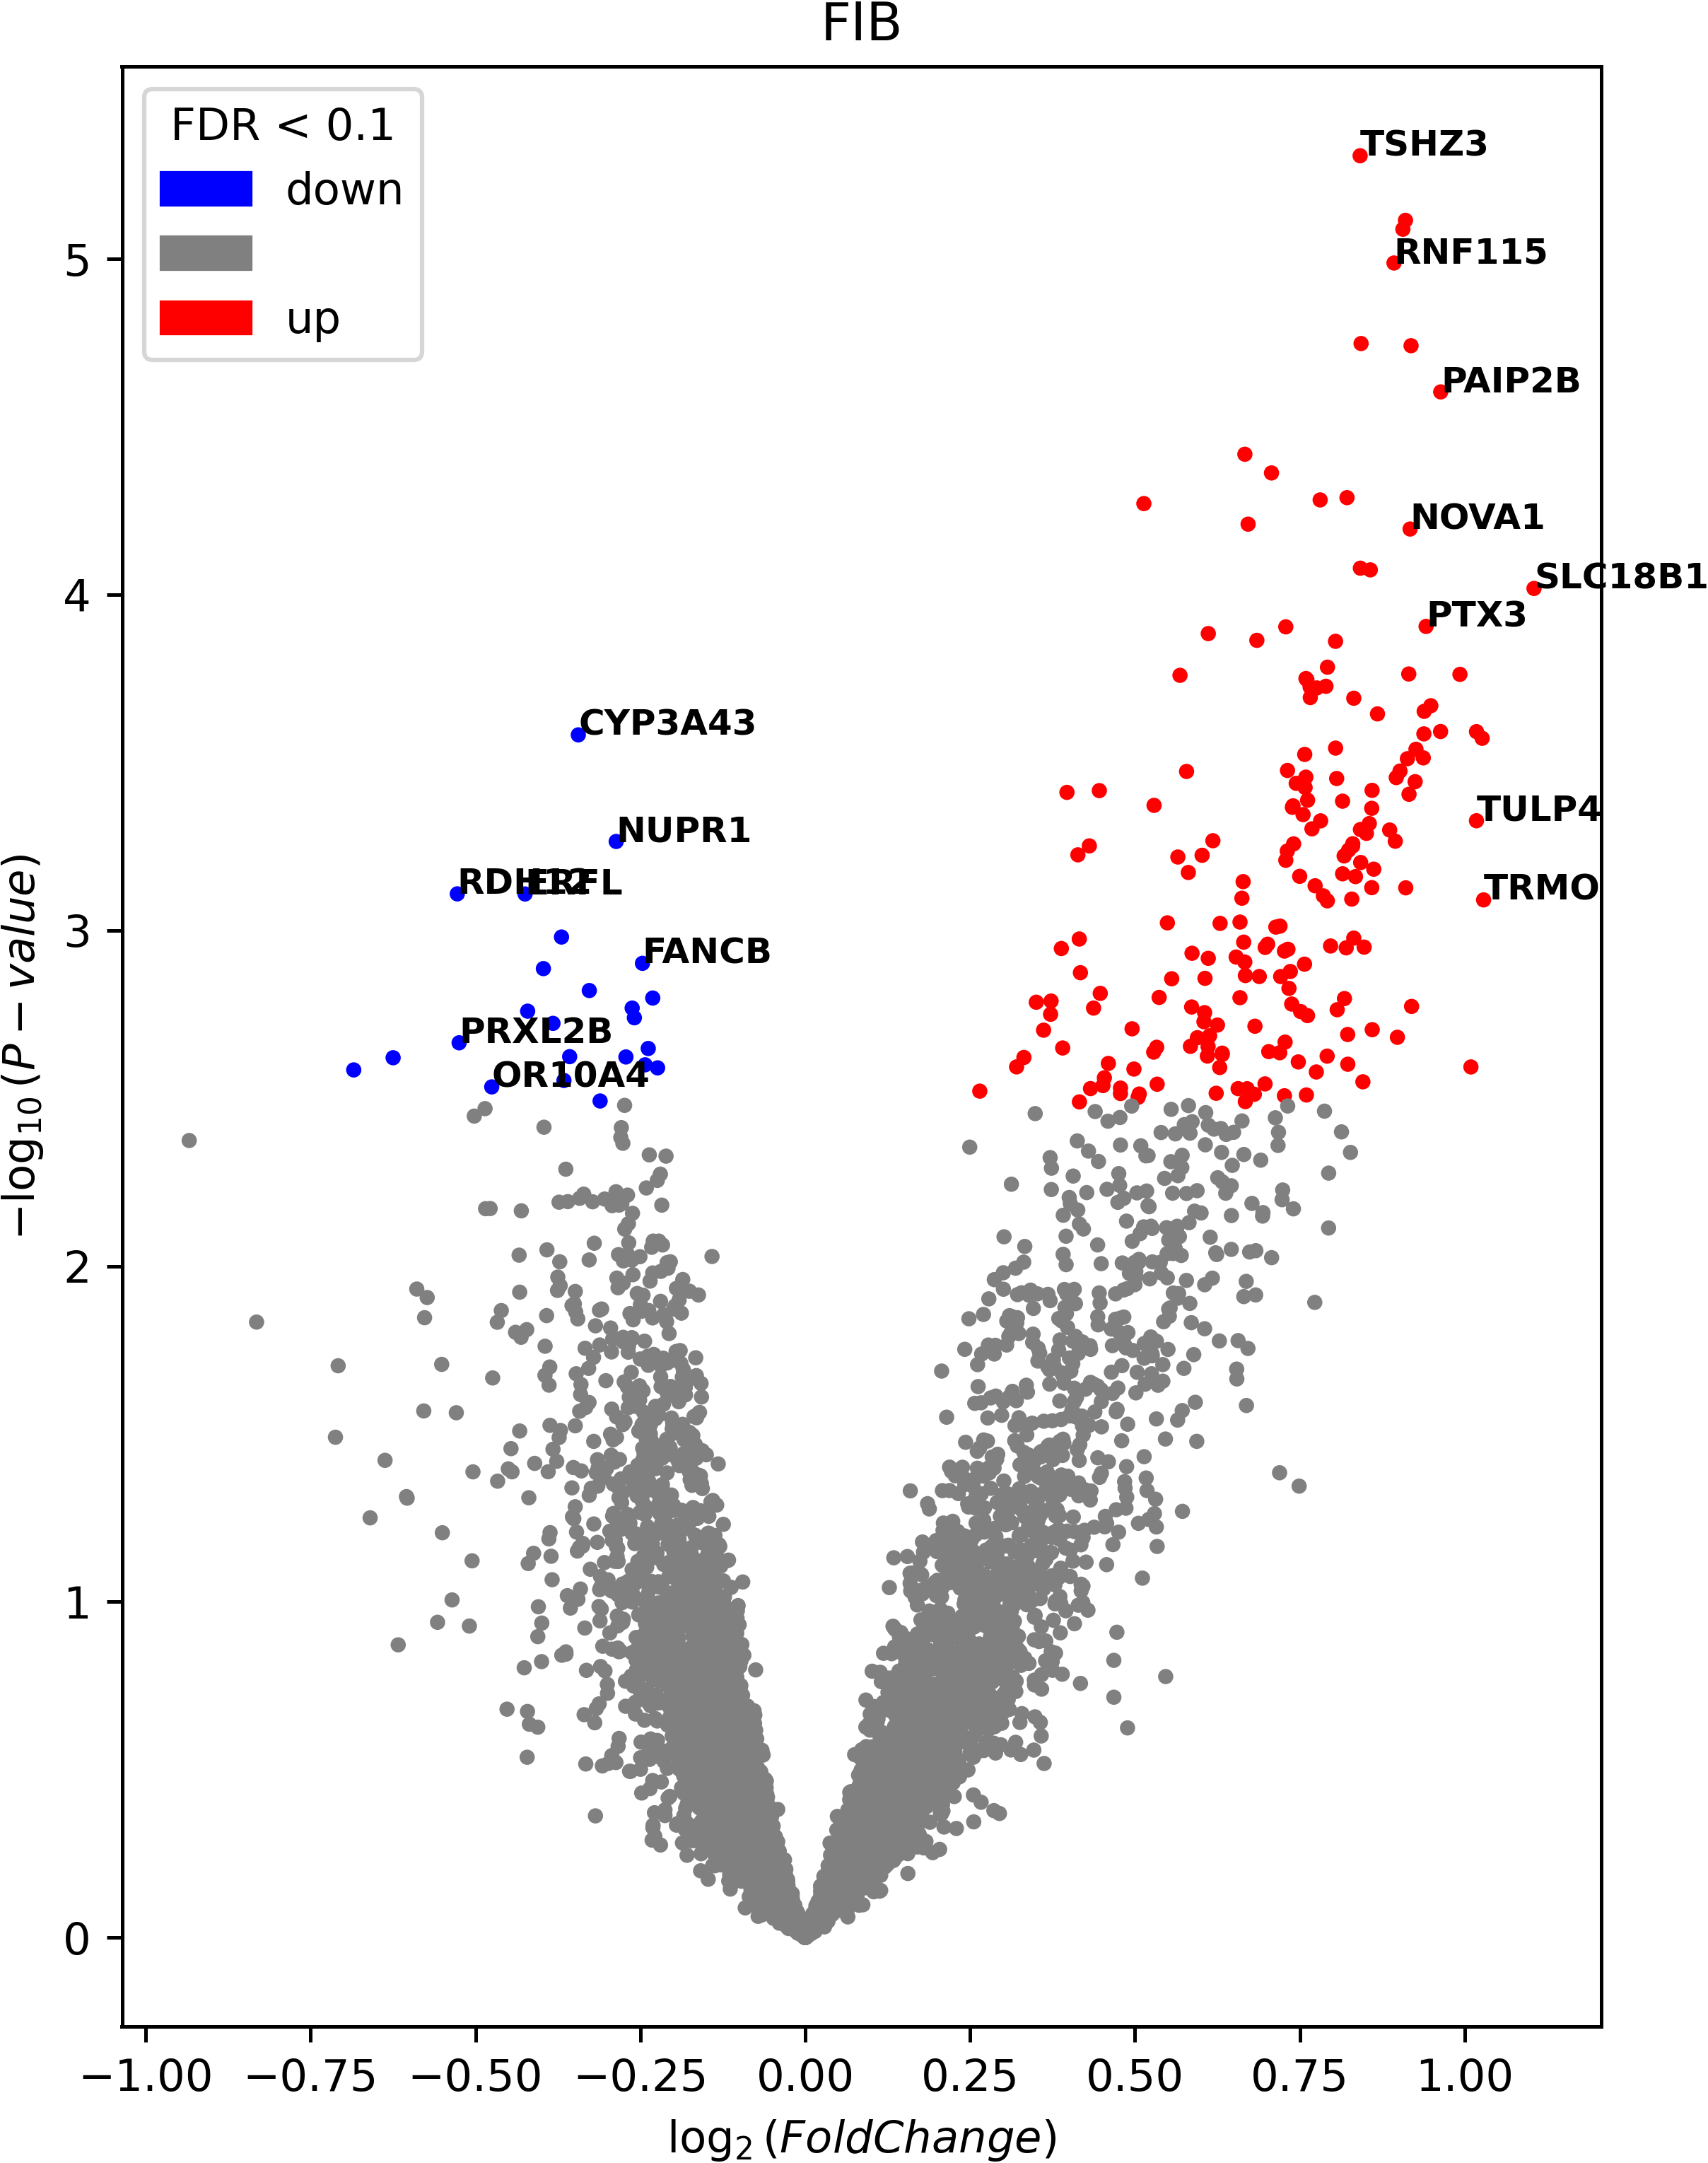 FIB
FDR < 0.1
down
up
TSHZ3
RNF115
PAIP2B
NOVA1
SLC18B1
PTX3
CYP3A43
TULP4
NUPR1
RDH12
ERFL
TRMO
FANCB
PRXL2B
OR10A4
5
4
3
2
1
0
−log10 (P − value)
−1.00 −0.75 −0.50 −0.25 0.00 0.25 0.50 0.75 1.00
log2 (FoldChange)